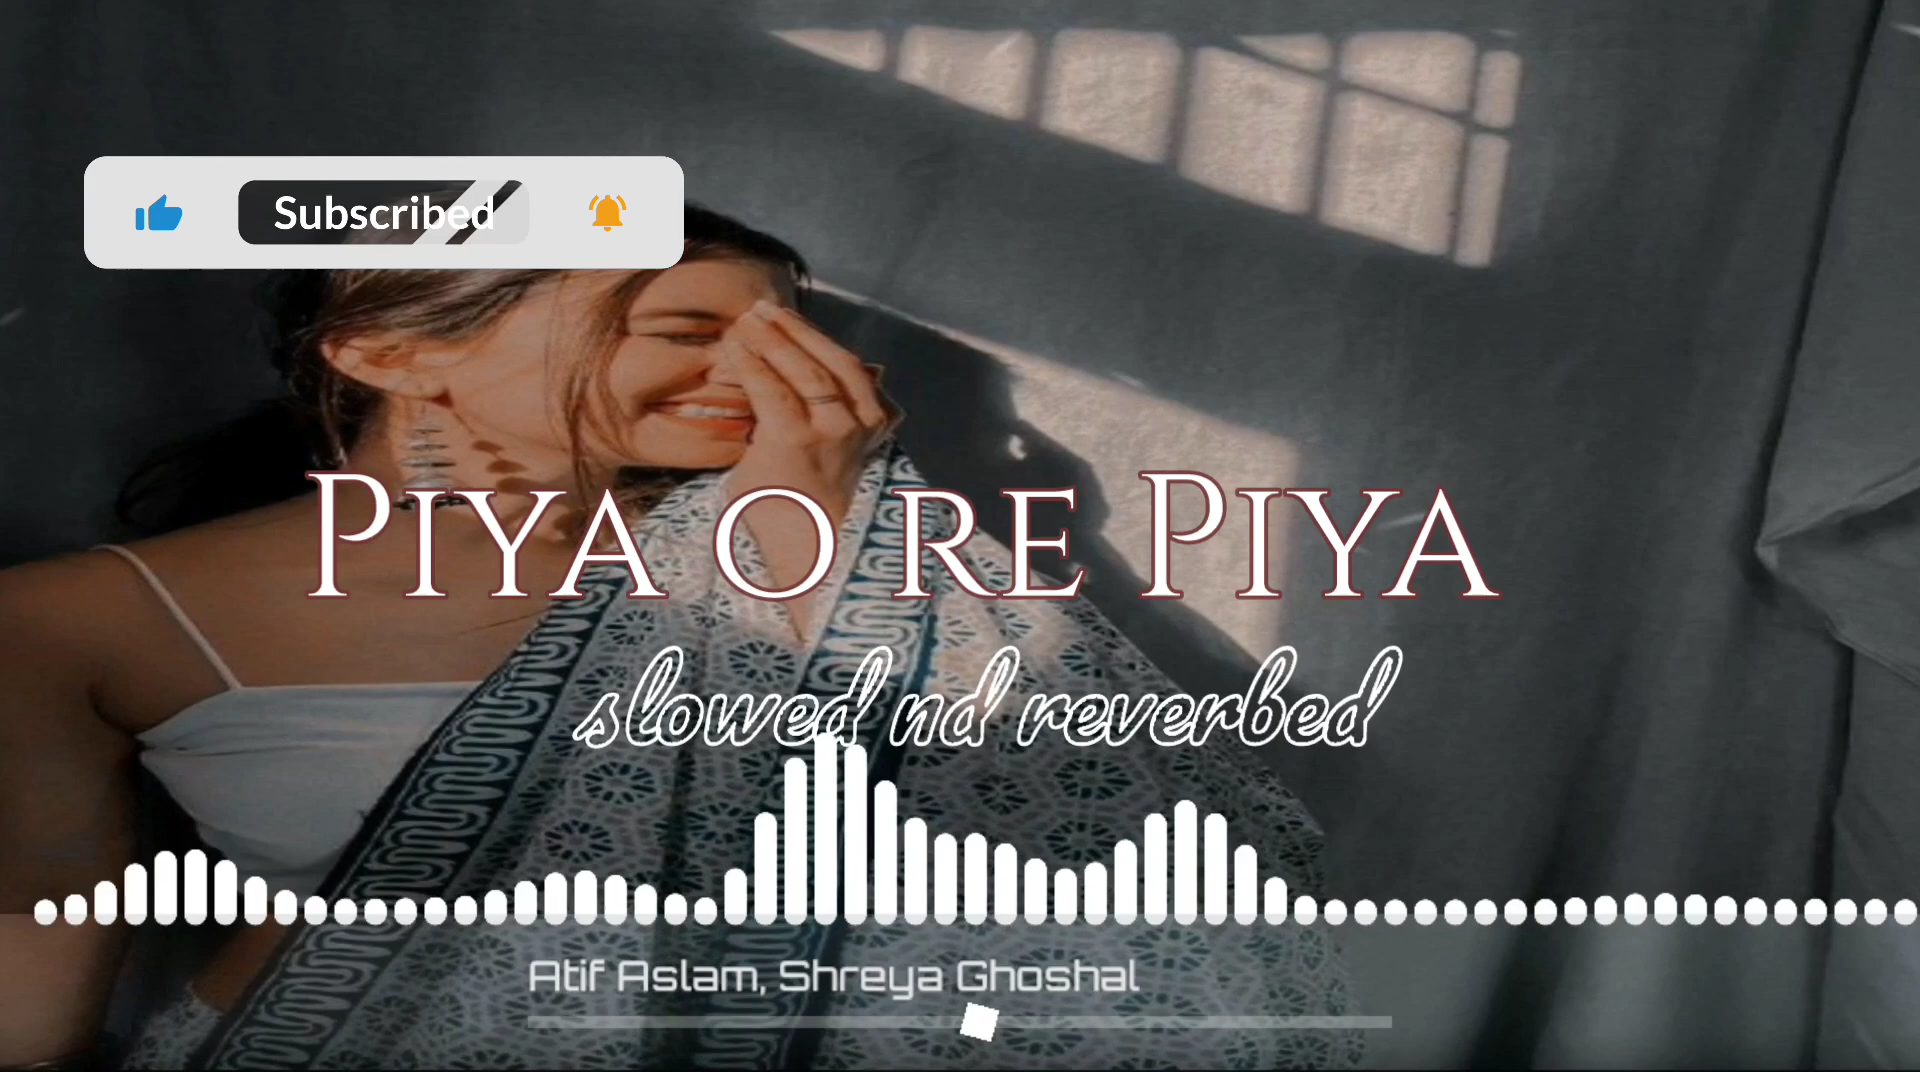 Subscribed
PIYA O RE PIYA
slowed nd reverbed
Atif Aslam, Shreya Ghoshal